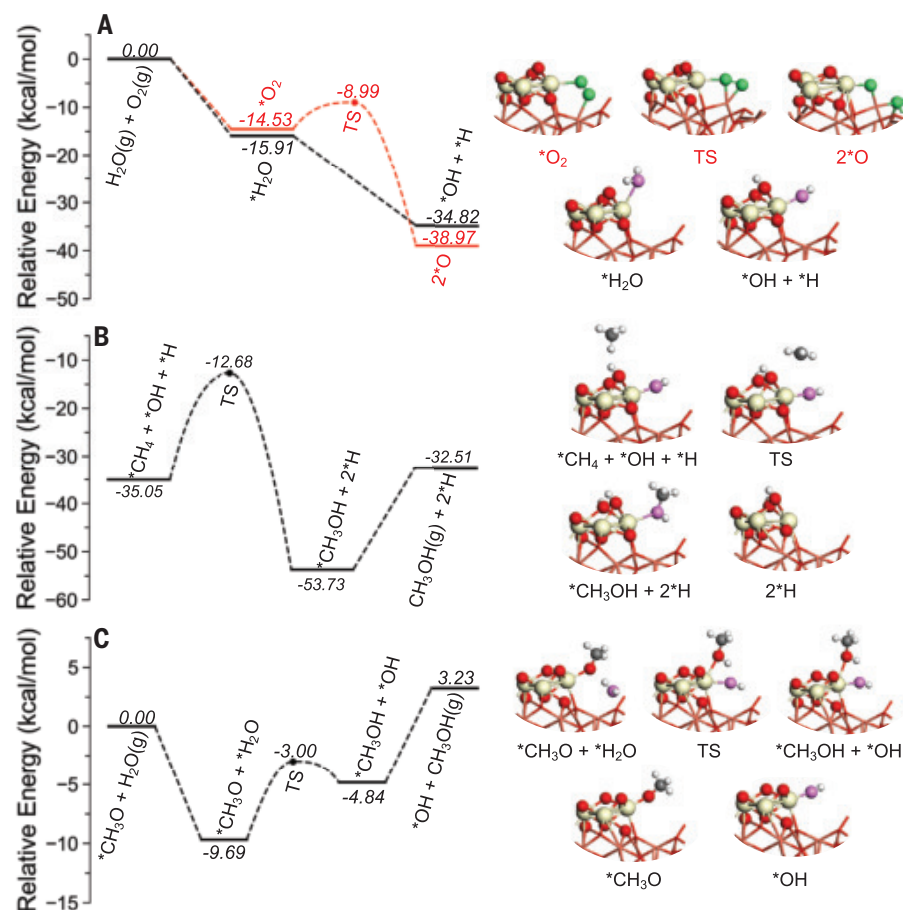 A
Relative Energy (kcal/mol)
0
−10
−20
−30
−40
−50
0.00
H₂O(g) + O₂(g)
*O₂
-14.53
-15.91
*H₂O
-8.99
TS
*OH + *H
-34.82
-38.97
2*O
*O₂
TS
2*O
*H₂O
*OH + *H
B
Relative Energy (kcal/mol)
−10
−20
−30
−40
−50
−60
*CH₄ + *OH + *H
-35.05
-12.68
TS
*CH₃OH + 2*H
-53.73
-32.51
CH₃OH(g) + 2*H
*CH₄ + *OH + *H
TS
*CH₃OH + 2*H
2*H
C
Relative Energy (kcal/mol)
5
0
−5
−10
−15
0.00
*CH₃O + H₂O(g)
*CH₃O + *H₂O
-9.69
-3.00
TS
*CH₃OH + *OH
-4.84
3.23
*OH + CH₃OH(g)
*CH₃O + *H₂O
TS
*CH₃OH + *OH
*CH₃O
*OH